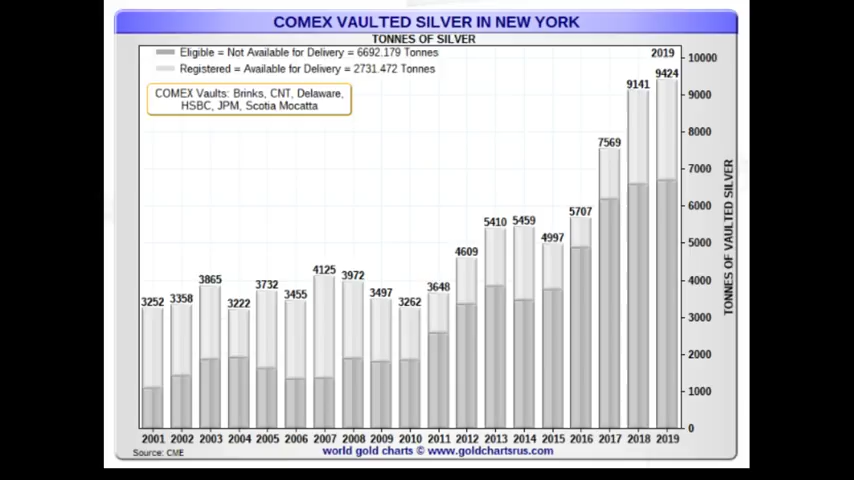 COMEX VAULTED SILVER IN NEW YORK
TONNES OF SILVER
Eligible = Not Available for Delivery = 6692.179 Tonnes
Registered = Available for Delivery = 2731.472 Tonnes
COMEX Vaults: Brinks, CNT, Delaware,
HSBC, JPM, Scotia Mocatta
2019
3252 3358 3865 3222 3732 3455 4125 3972 3497 3262 3648 4609 5410 5459 4997 5707 7569 9141 9424
10000
9000
8000
7000
6000
5000
4000
3000
2000
1000
0
TONNES OF VAULTED SILVER
2001 2002 2003 2004 2005 2006 2007 2008 2009 2010 2011 2012 2013 2014 2015 2016 2017 2018 2019
Source: CME
world gold charts © www.goldchartsrus.com